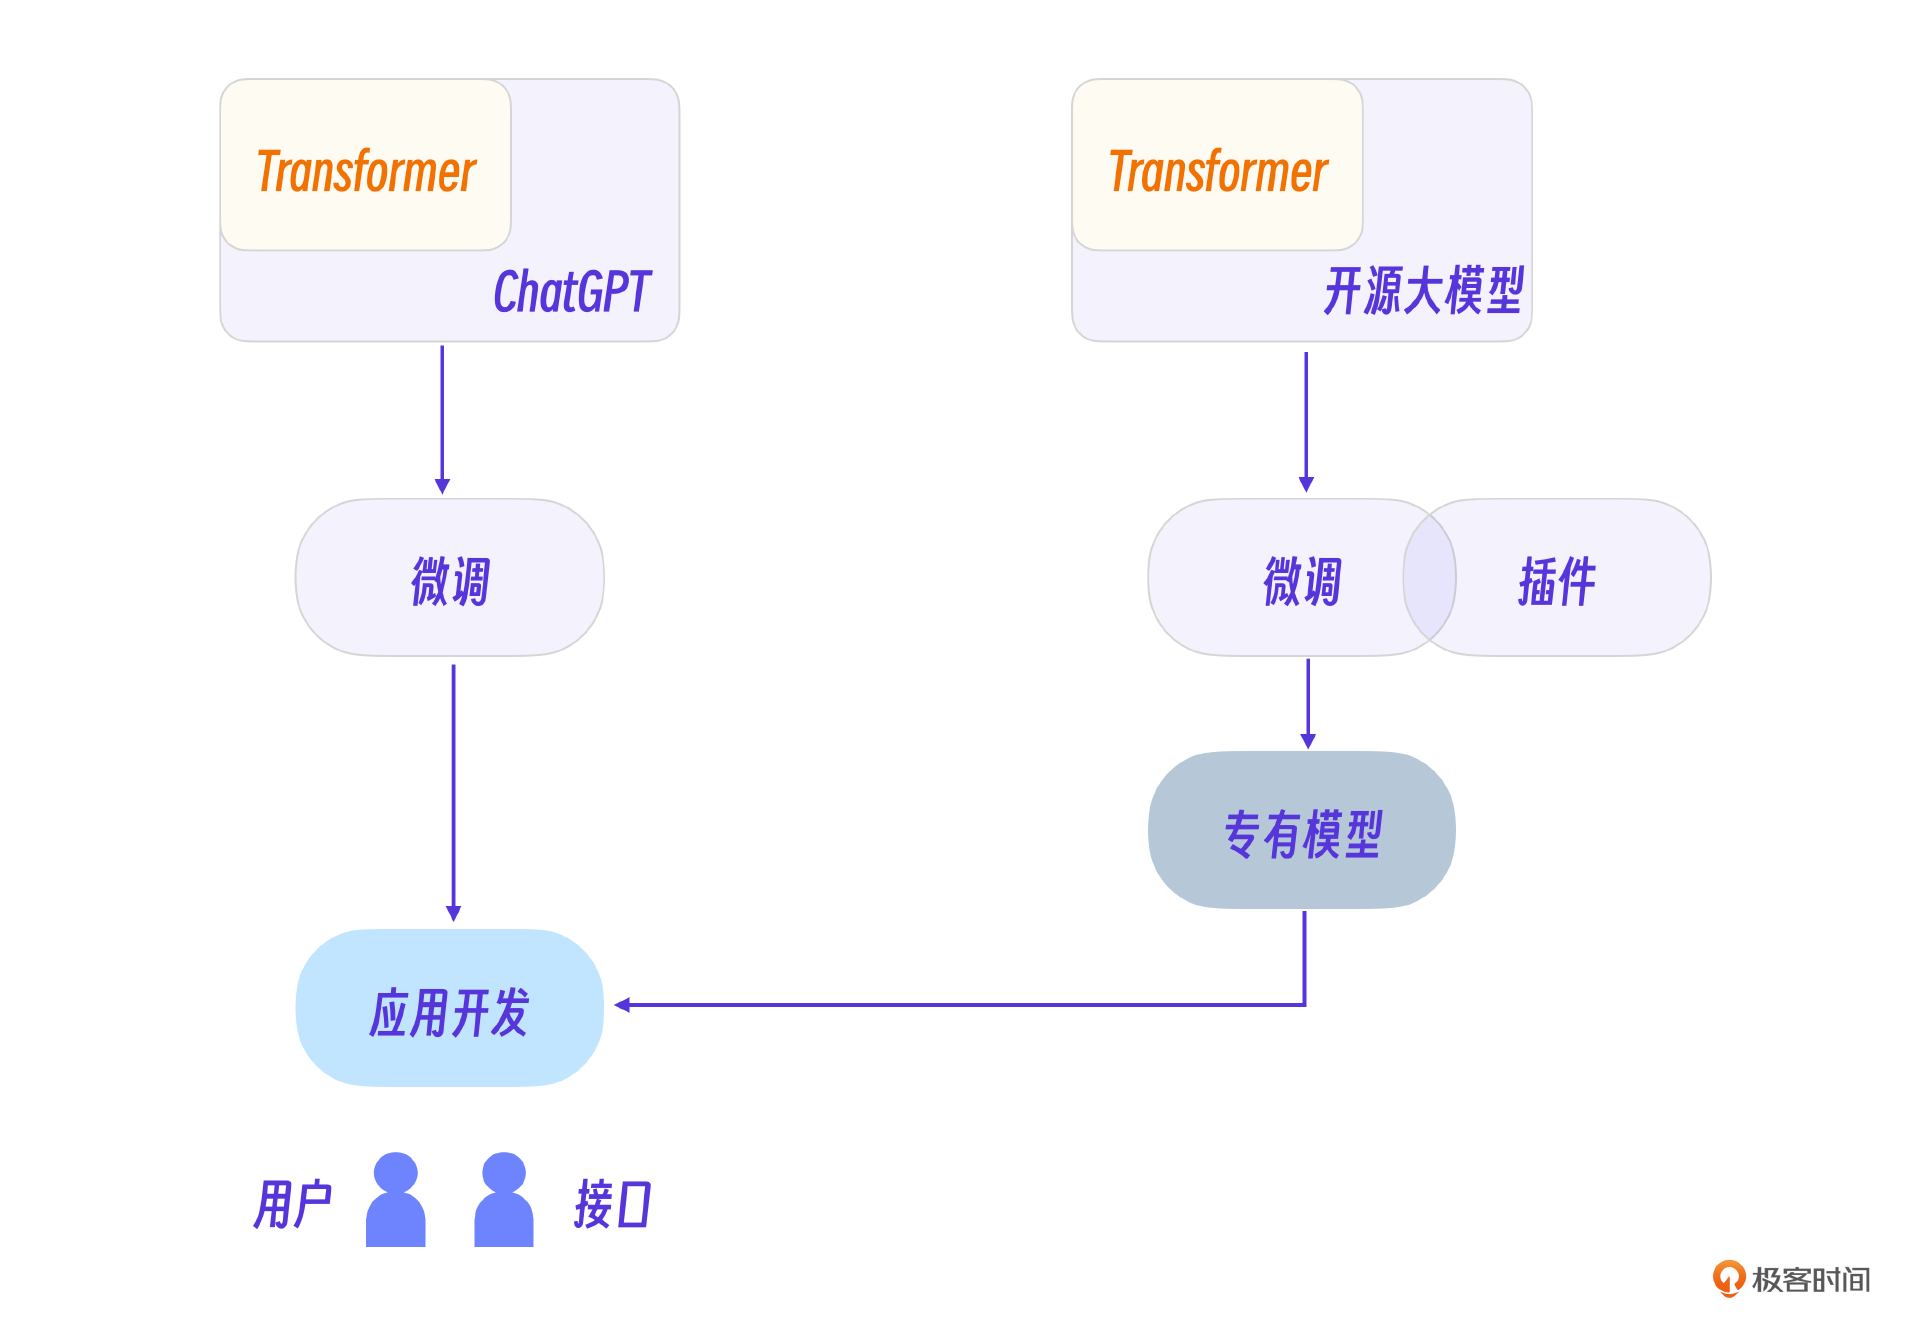 Transformer
ChatGPT
Transformer
开源大模型
微调
微调
插件
专有模型
应用开发
用户
接口
极客时间